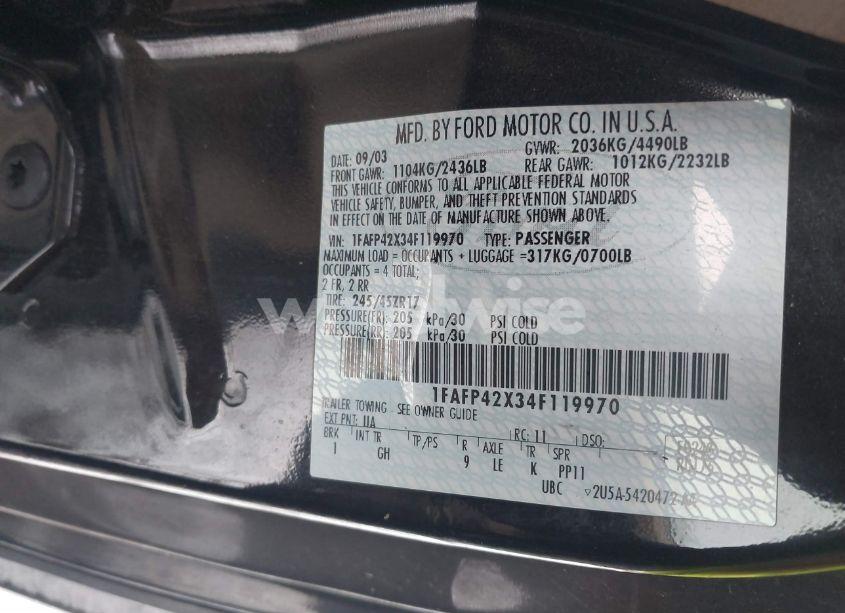 MFD. BY FORD MOTOR CO. IN U.S.A.
DATE: 09/03 GVWR: 2036KG/4490LB
FRONT GAWR: 1104KG/2436LB REAR GAWR: 1012KG/2232LB
THIS VEHICLE CONFORMS TO ALL APPLICABLE FEDERAL MOTOR
VEHICLE SAFETY, BUMPER, AND THEFT PREVENTION STANDARDS
IN EFFECT ON THE DATE OF MANUFACTURE SHOWN ABOVE.
VIN: 1FAFP42X34F119970 TYPE: PASSENGER
MAXIMUM LOAD = OCCUPANTS + LUGGAGE =317KG/0700LB
OCCUPANTS = 4 TOTAL;
2 FR, 2 RR
TIRE: 245/45ZR17
PRESSURE(FR): 205 kPa/30 PSI COLD
PRESSURE(RR): 205 kPa/30 PSI COLD
1FAFP42X34F119970
TRAILER TOWING - SEE OWNER GUIDE
EXT PNT: UA RC: 11 DSO:
BRK INT TR TP/PS R AXLE TR SPR
1 GH 9 LE K PP11
UBC 2U5A-5420472